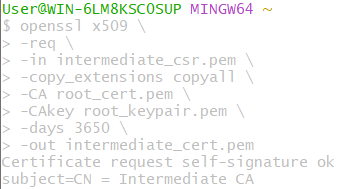 User@WIN-6LM8KSCOSUP MINGW64 ~
$ openssl x509 \
> -req \
> -in intermediate_csr.pem \
> -copy_extensions copyall \
> -CA root_cert.pem \
> -CAkey root_keypair.pem \
> -days 3650 \
> -out intermediate_cert.pem
Certificate request self-signature ok
subject=CN = Intermediate CA